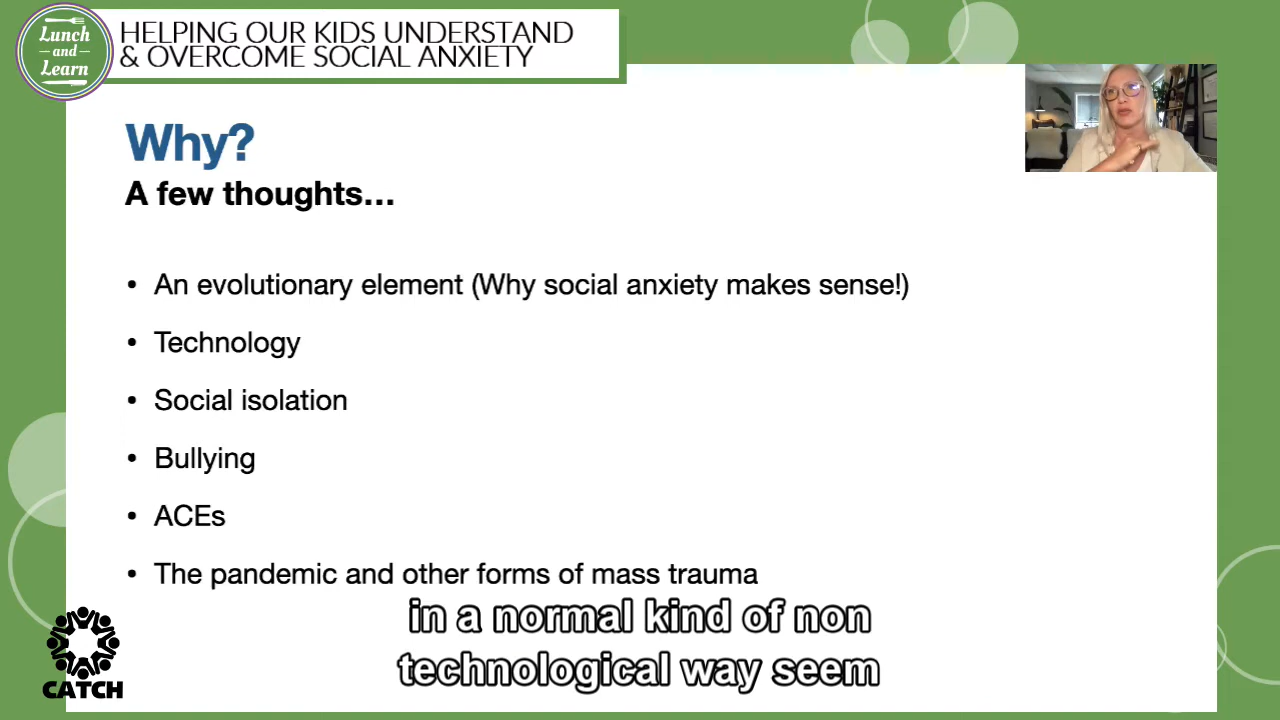 Lunch
and
Learn
HELPING OUR KIDS UNDERSTAND
& OVERCOME SOCIAL ANXIETY
Why?
A few thoughts...
• An evolutionary element (Why social anxiety makes sense!)
• Technology
• Social isolation
• Bullying
• ACEs
• The pandemic and other forms of mass trauma
in a normal kind of non
technological way seem
CATCH